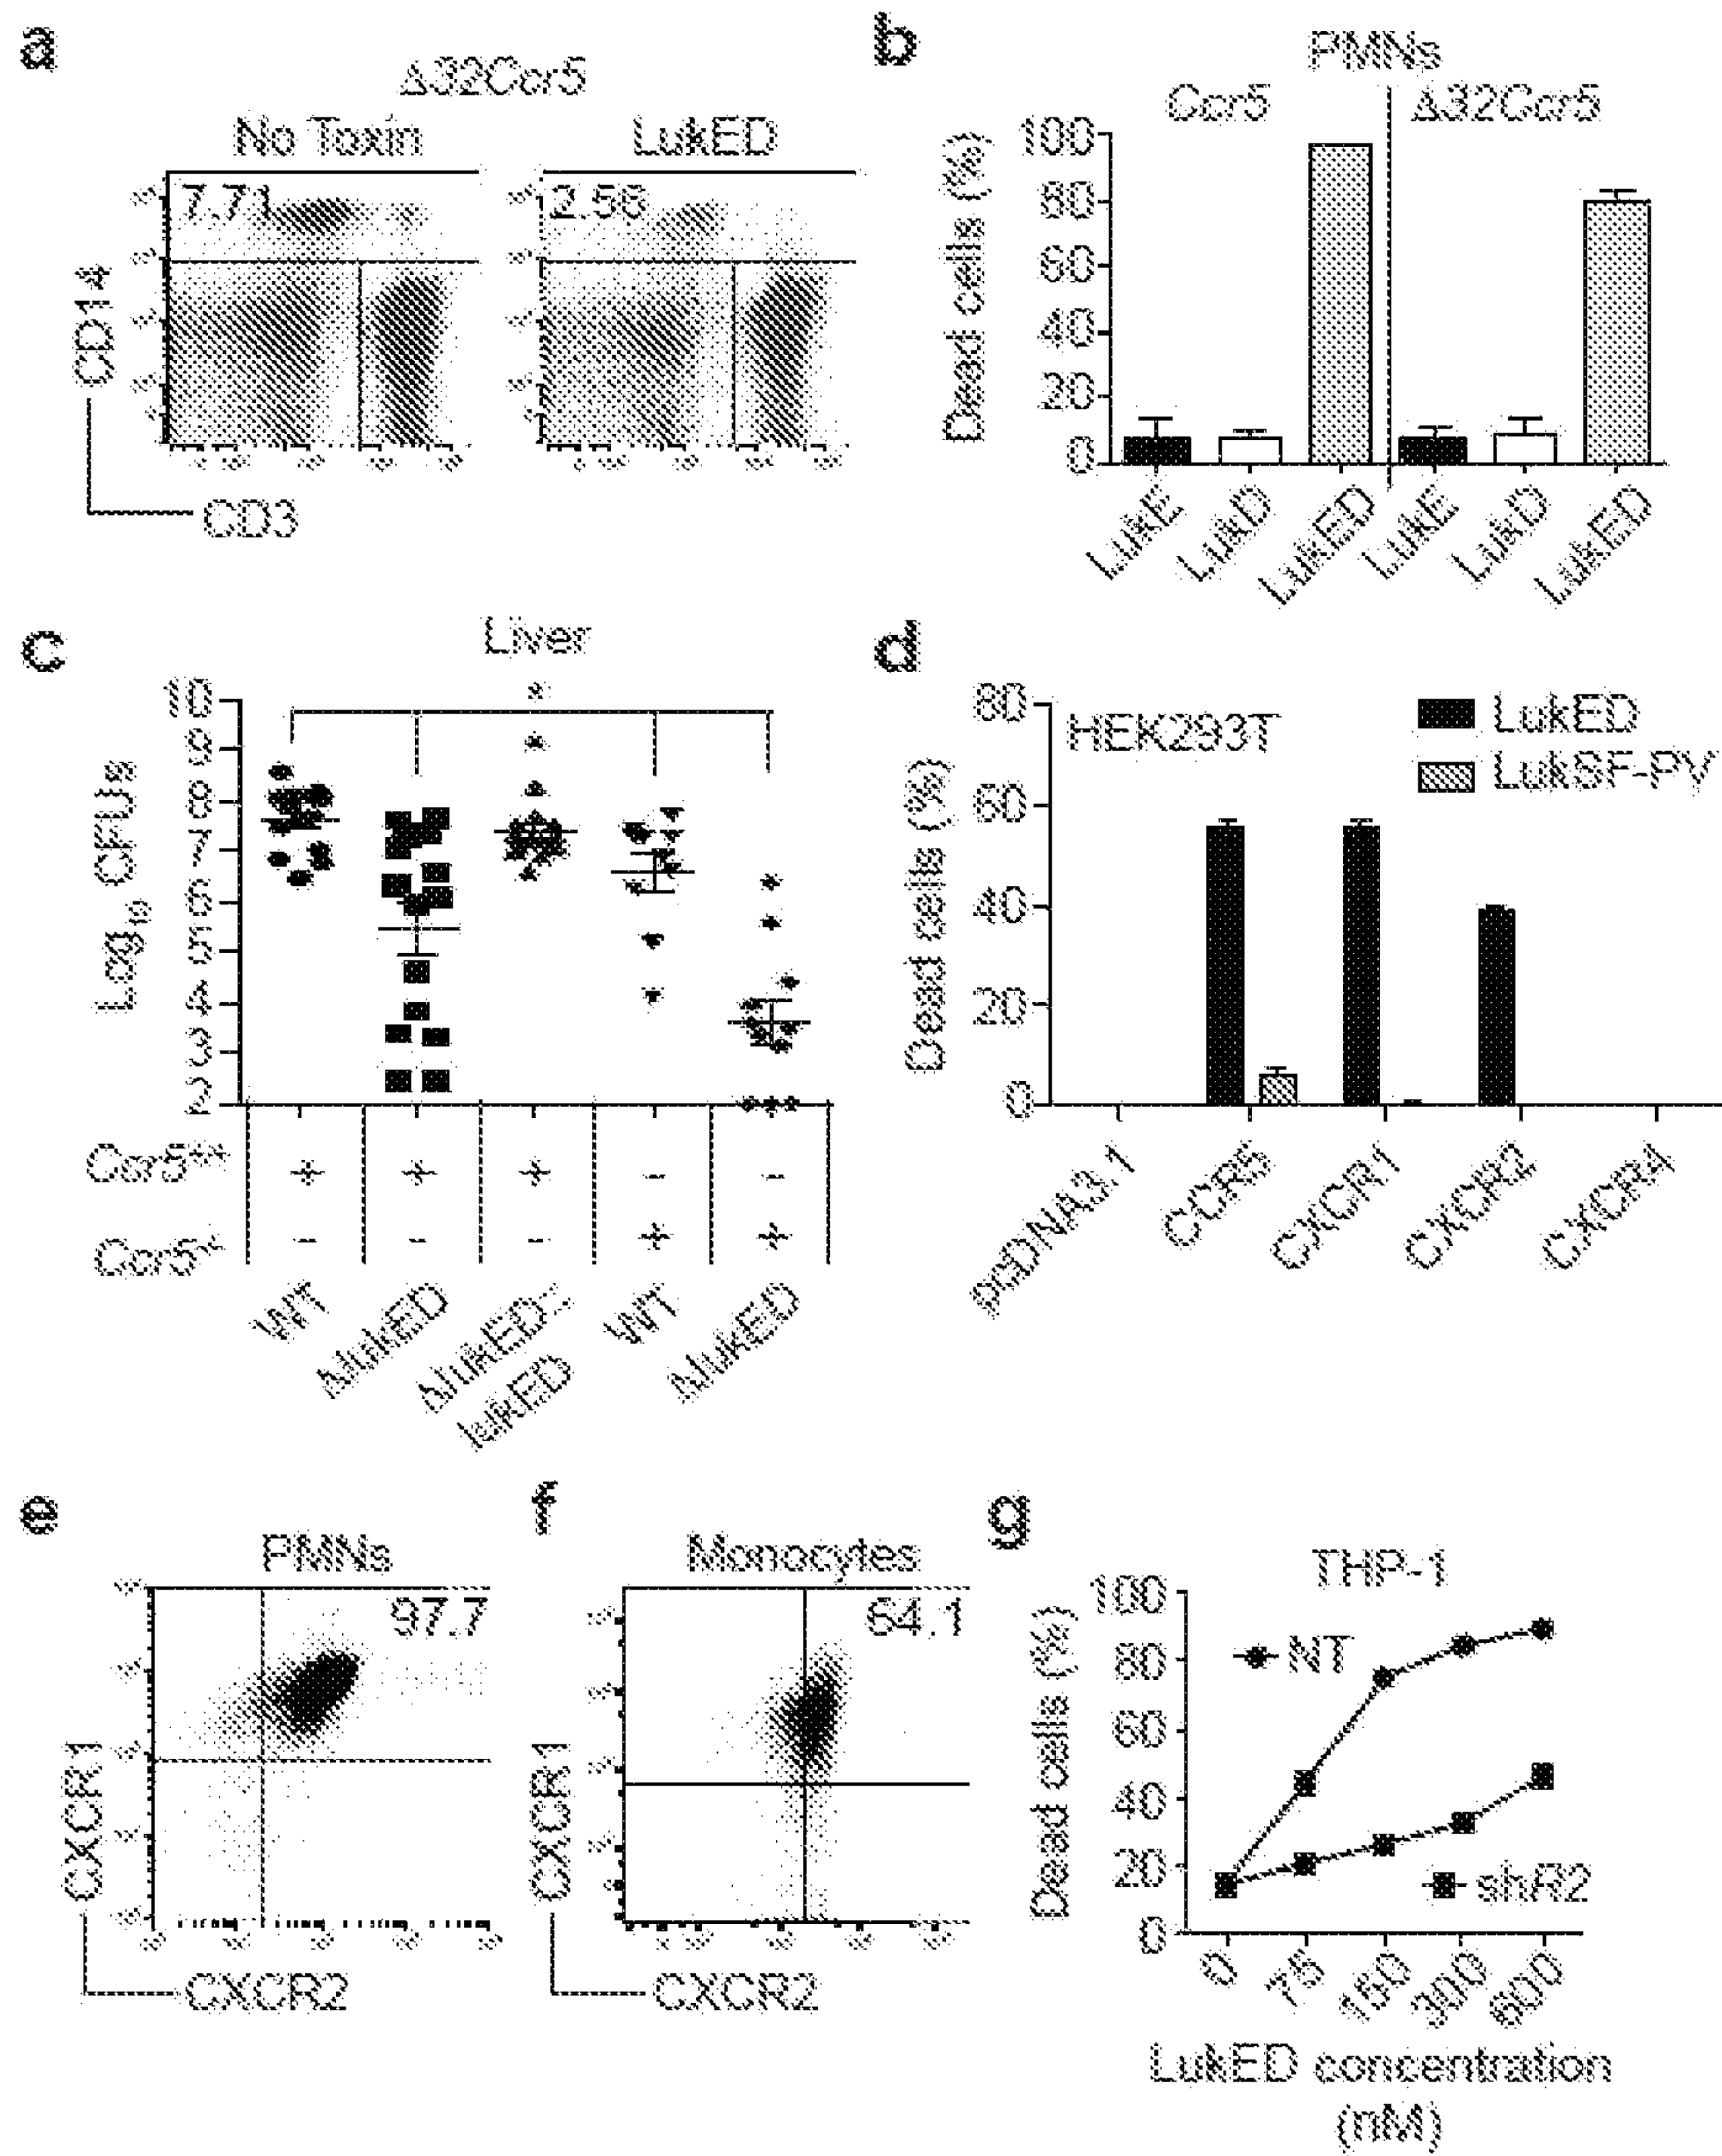 a
Δ32Ccr5
No Toxin
LukED
7.71
2.56
CD14
CD3
b
PMNs
Ccr5
Δ32Ccr5
Dead cells (%)
100
80
60
40
20
0
LukE
LukD
LukED
LukE
LukD
LukED
c
Liver
*
Log10 CFUs
10
9
8
7
6
5
4
3
2
Ccr5+/+
+ + + - -
Ccr5-/-
- - - + +
WT
ΔlukED
ΔlukED::
lukED
WT
ΔlukED
d
HEK293T
LukED
LukSF-PV
Dead cells (%)
80
60
40
20
0
pcDNA3.1
CCR5
CXCR1
CXCR2
CXCR4
e
PMNs
97.7
CXCR1
CXCR2
f
Monocytes
64.1
CXCR1
CXCR2
g
THP-1
NT
shR2
Dead cells (%)
100
80
60
40
20
0
0
75
150
300
600
LukED concentration
(nM)